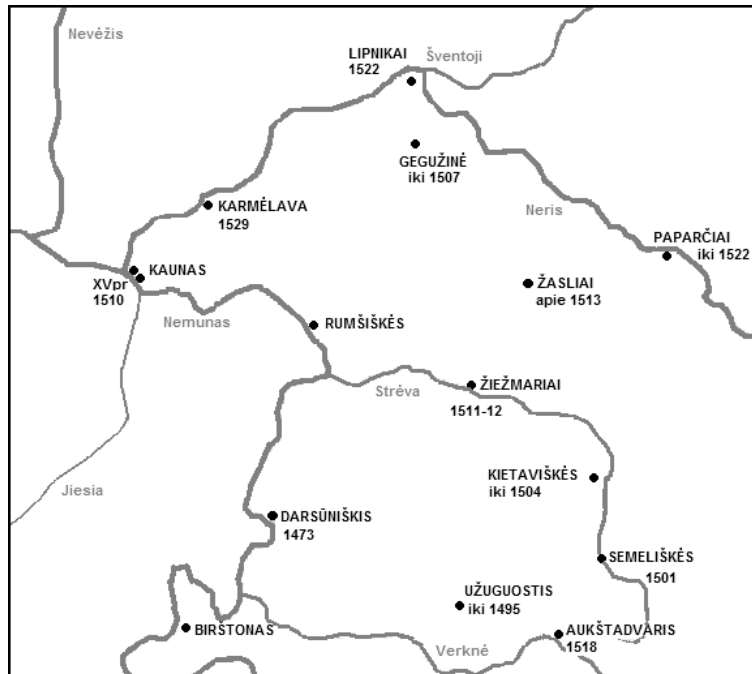 Nevėžis
LIPNIKAI
1522
Šventoji
GEGUŽINĖ
iki 1507
KARMĖLAVA
1529
Neris
PAPARČIAI
iki 1522
KAUNAS
XVpr
1510
ŽASLIAI
apie 1513
Nemunas
RUMŠIŠKĖS
Strėva
ŽIEŽMARIAI
1511-12
KIETAVIŠKĖS
iki 1504
Jiesia
DARSŪNIŠKIS
1473
SEMELIŠKĖS
1501
UŽUGUOSTIS
iki 1495
BIRŠTONAS
AUKŠTADVARIS
1518
Verknė